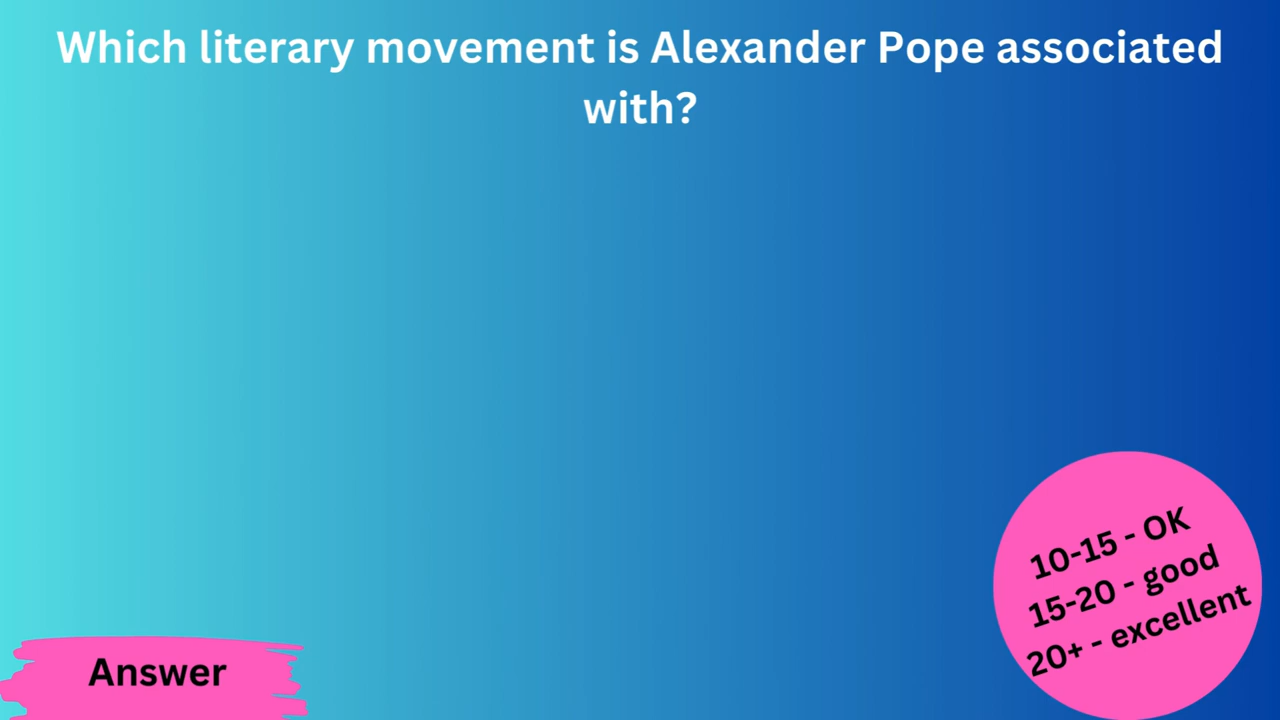 Which literary movement is Alexander Pope associated
with?
10-15 - OK
15-20 - good
20+ - excellent
Answer